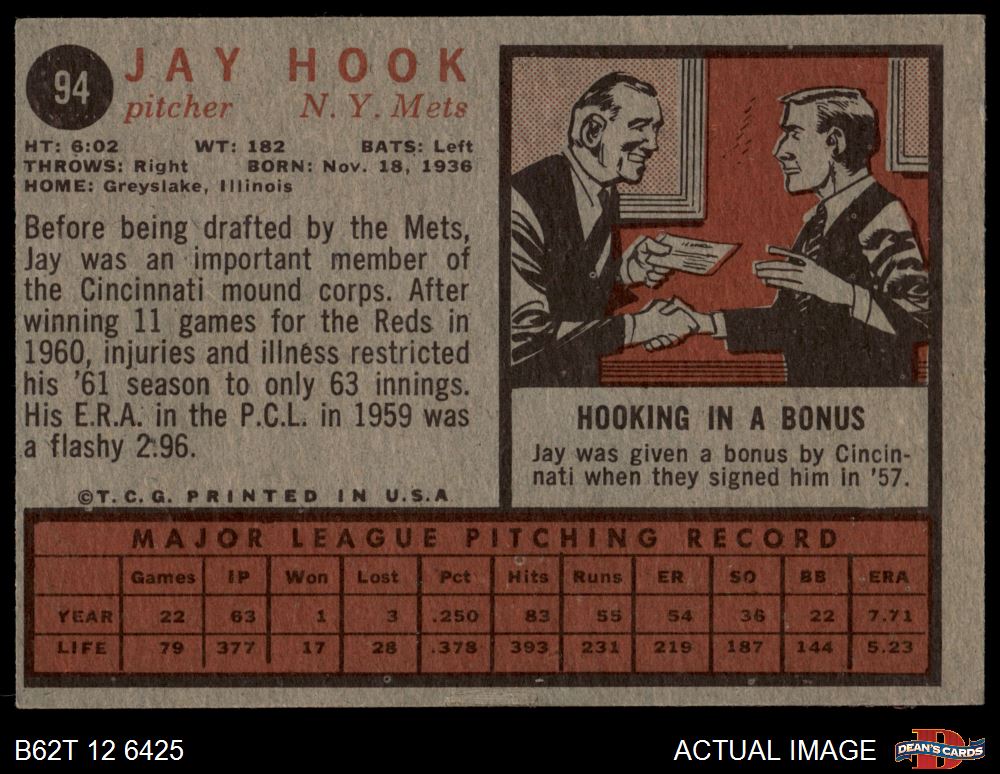 94
JAY HOOK
pitcher N. Y. Mets
HT: 6:02 WT: 182 BATS: Left
THROWS: Right BORN: Nov. 18, 1936
HOME: Greyslake, Illinois
Before being drafted by the Mets,
Jay was an important member of
the Cincinnati mound corps. After
winning 11 games for the Reds in
1960, injuries and illness restricted
his '61 season to only 63 innings.
His E.R.A. in the P.C.L. in 1959 was
a flashy 2.96.
©T. C. G. PRINTED IN U.S.A
HOOKING IN A BONUS
Jay was given a bonus by Cincin-
nati when they signed him in '57.
MAJOR LEAGUE PITCHING RECORD
Games IP Won Lost Pct Hits Runs ER SO BB ERA
YEAR 22 63 1 3 .250 83 55 54 36 22 7.71
LIFE 79 377 17 28 .378 393 231 219 187 144 5.23
B62T 12 6425
ACTUAL IMAGE
D
DEAN'S CARDS